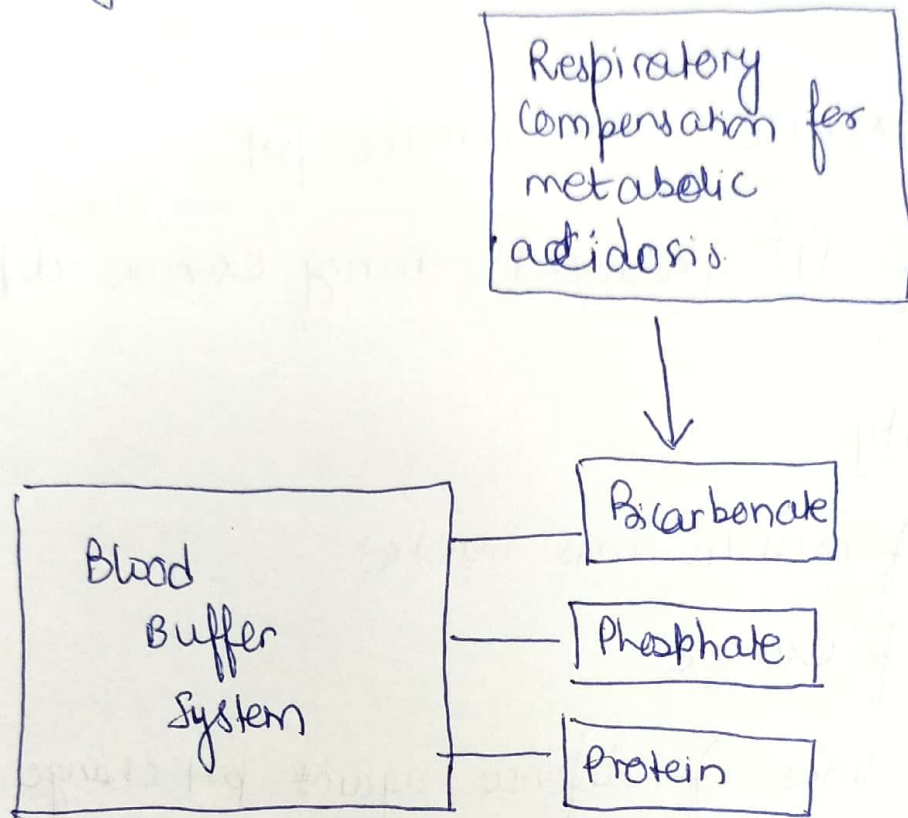 Respiratory
compensation for
metabolic
acidosis.
Bicarbonate
Blood
Buffer
System
Phosphate
Protein